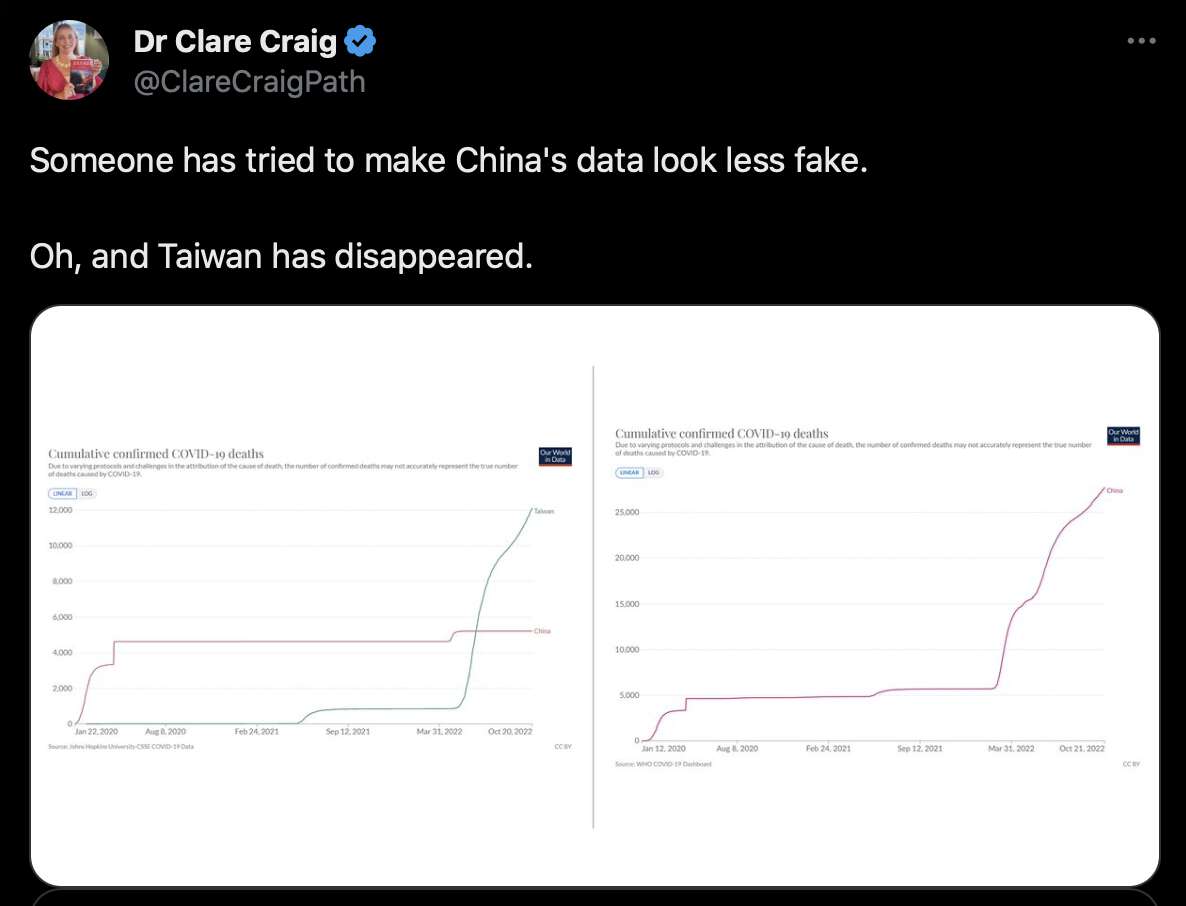 Dr Clare Craig
@ClareCraigPath
Someone has tried to make China's data look less fake.
Oh, and Taiwan has disappeared.
Cumulative confirmed COVID-19 deaths
Due to varying protocols and challenges in the attribution of the cause of death, the number of confirmed deaths may not accurately represent the true number
of deaths caused by COVID-19.
Our World
in Data
LINEAR LOG
12,000
10,000
8,000
6,000
4,000
2,000
0
Taiwan
China
Jan 22, 2020 Aug 8, 2020 Feb 24, 2021 Sep 12, 2021 Mar 31, 2022 Oct 20, 2022
Source: Johns Hopkins University CSSE COVID-19 Data
CC BY
Cumulative confirmed COVID-19 deaths
Due to varying protocols and challenges in the attribution of the cause of death, the number of confirmed deaths may not accurately represent the true number
of deaths caused by COVID-19.
Our World
in Data
LINEAR LOG
China
25,000
20,000
15,000
10,000
5,000
0
Jan 12, 2020 Aug 8, 2020 Feb 24, 2021 Sep 12, 2021 Mar 31, 2022 Oct 21, 2022
Source: WHO COVID-19 Dashboard
CC BY